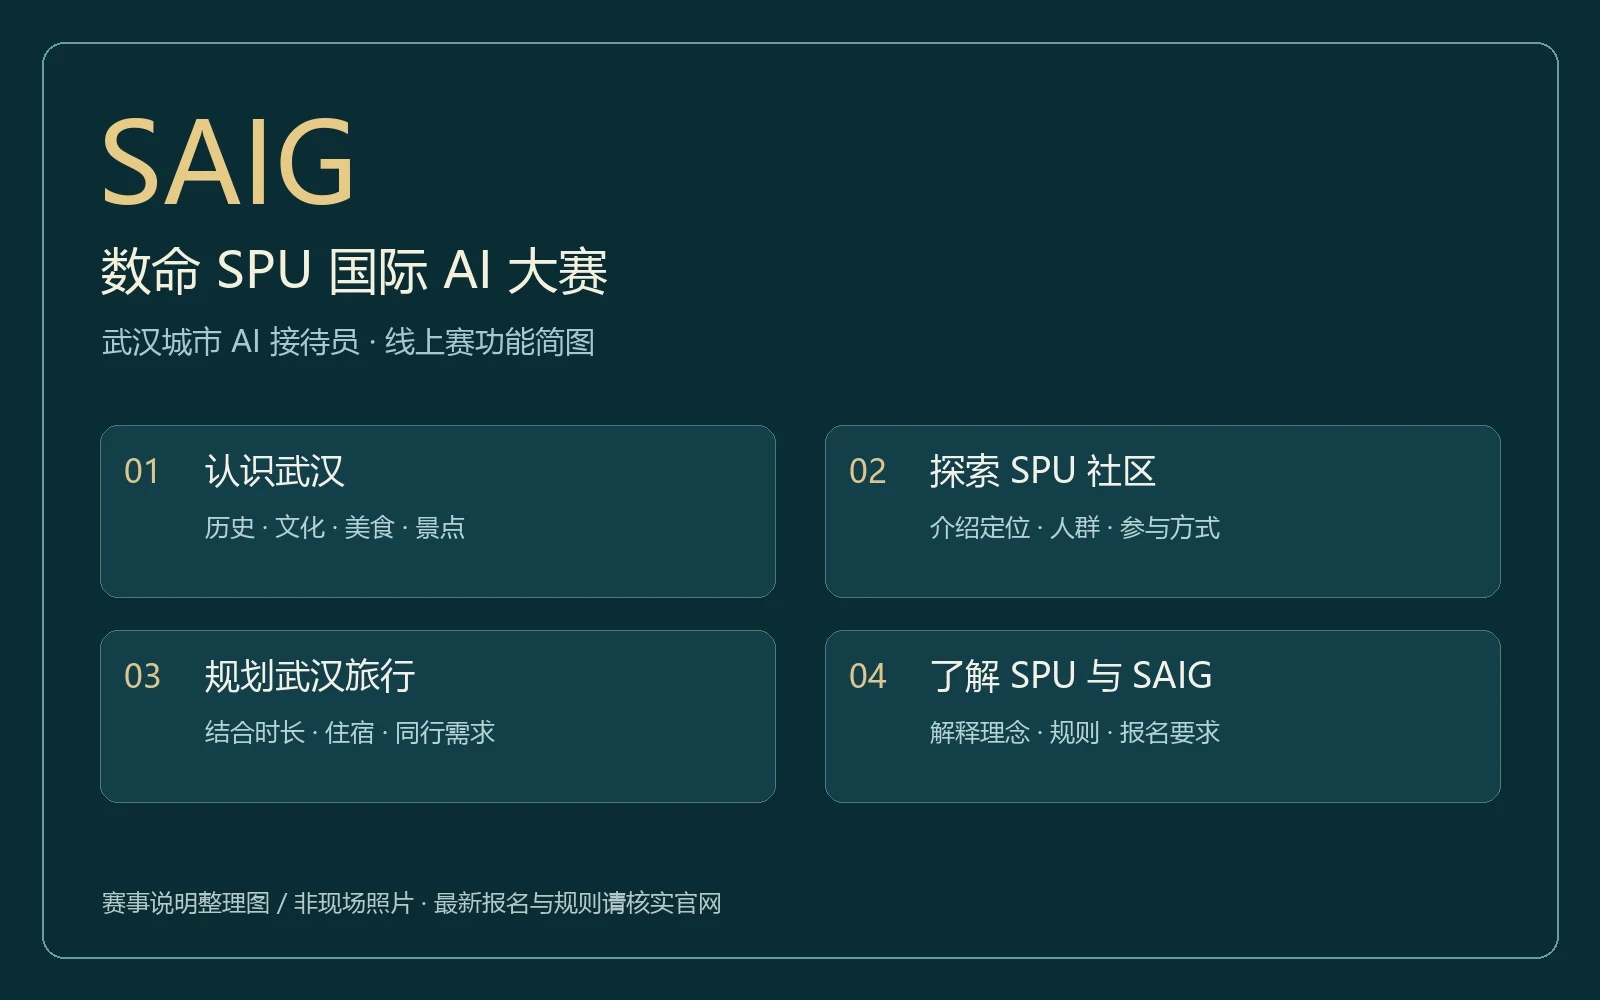 SAIG
数命 SPU 国际 AI 大赛
武汉城市 AI 接待员 · 线上赛功能简图
01 认识武汉
历史 · 文化 · 美食 · 景点
02 探索 SPU 社区
介绍定位 · 人群 · 参与方式
03 规划武汉旅行
结合时长 · 住宿 · 同行需求
04 了解 SPU 与 SAIG
解释理念 · 规则 · 报名要求
赛事说明整理图 / 非现场照片 · 最新报名与规则请核实官网